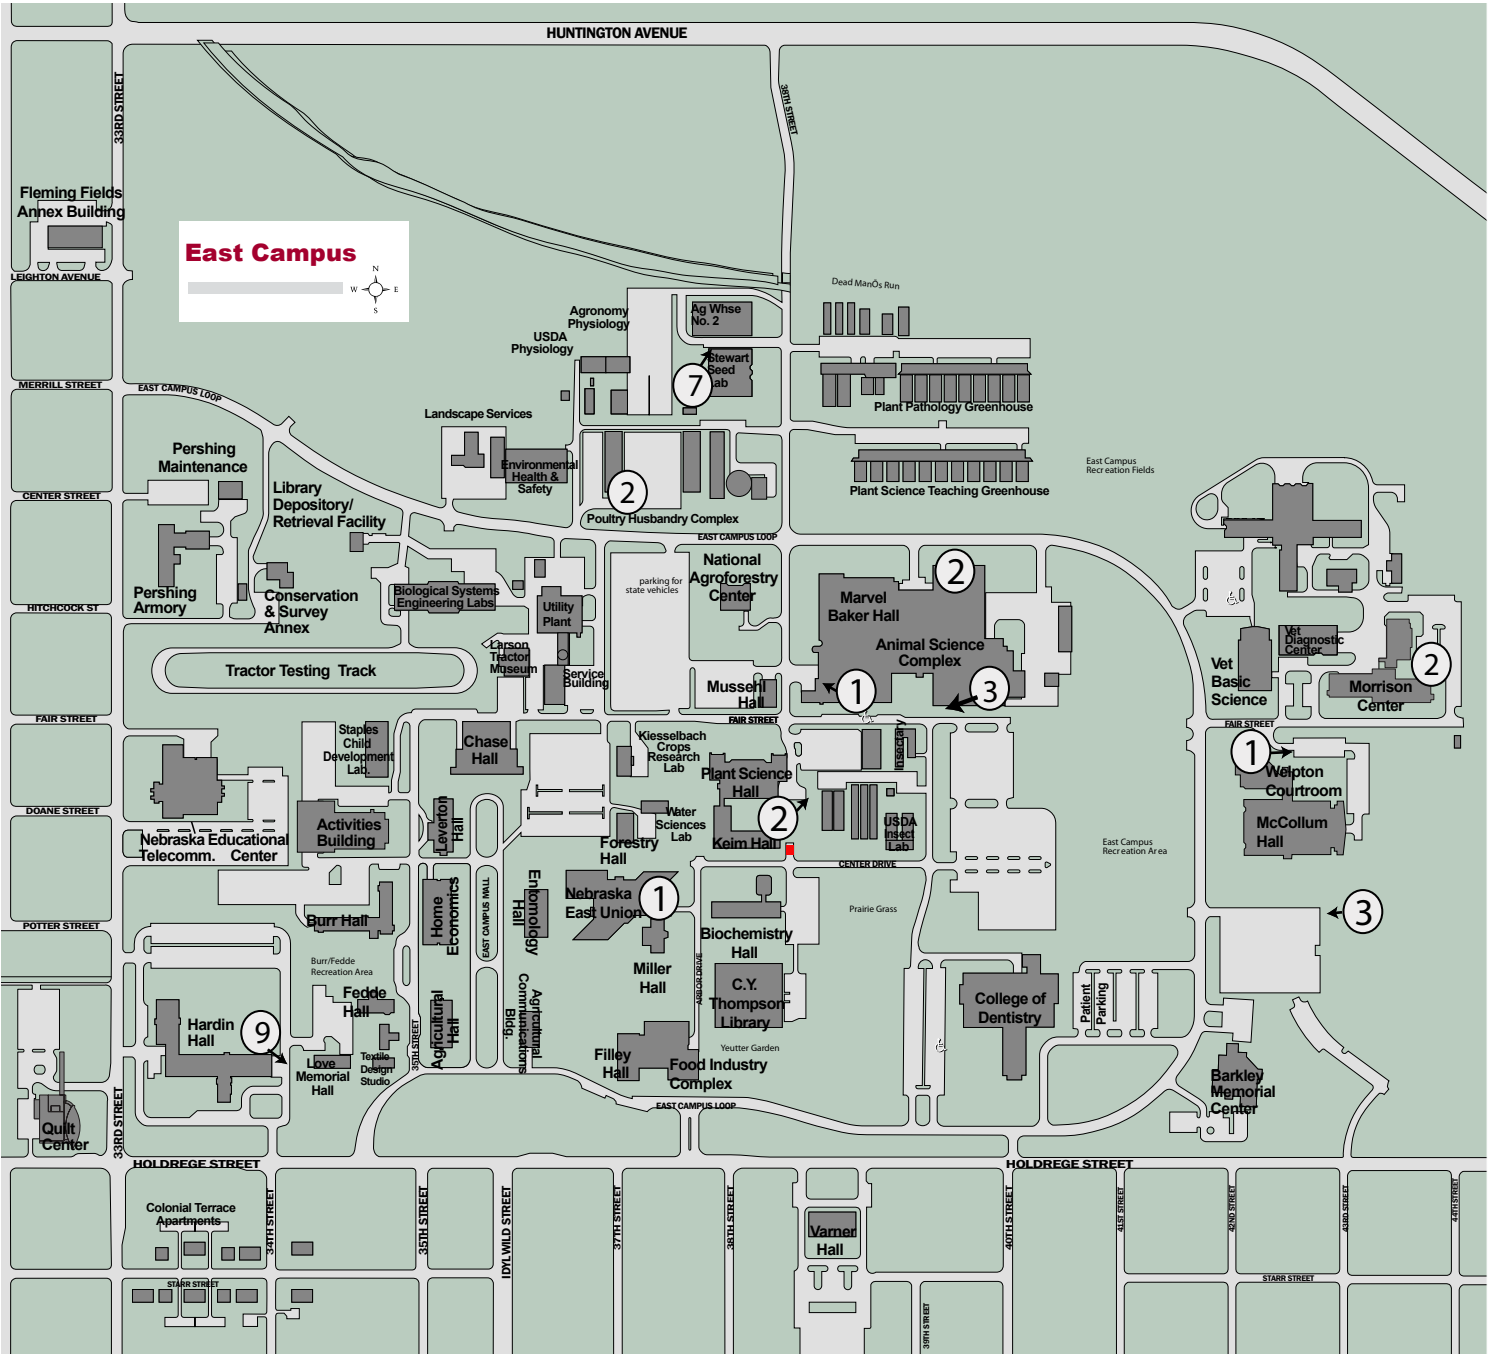 HUNTINGTON AVENUE
33RD STREET
38TH STREET
Fleming Fields
Annex Building
East Campus
N
W
E
S
LEIGHTON AVENUE
Dead ManÕs Run
Agronomy
Physiology
Ag Whse
No. 2
USDA
Physiology
Stewart
Seed
Lab
7
MERRILL STREET
EAST CAMPUS LOOP
Plant Pathology Greenhouse
Landscape Services
Pershing
Maintenance
Environmental
Health &
Safety
East Campus
Recreation Fields
CENTER STREET
Library
Depository/
Retrieval Facility
2
Plant Science Teaching Greenhouse
Poultry Husbandry Complex
EAST CAMPUS LOOP
National
Agroforestry
Center
parking for
state vehicles
2
Marvel
Baker Hall
Pershing
Armory
Conservation
& Survey
Annex
Biological Systems
Engineering Labs
Utility
Plant
HITCHCOCK ST
Animal Science
Complex
Larson
Tractor
Museum
Service
Building
Tractor Testing Track
Mussehl
Hall
1
3
Vet
Diagnostic
Center
Vet
Basic
Science
2
Morrison
Center
FAIR STREET
FAIR STREET
FAIR STREET
Staples
Child
Development
Lab.
Chase
Hall
Kiesselbach
Crops
Research
Lab
Insectary
1
Plant Science
Hall
Welpton
Courtroom
DOANE STREET
Activities
Building
Leverton
Hall
Water
Sciences
Lab
2
USDA
Insect
Lab
McCollum
Hall
Nebraska Educational
Telecomm. Center
Forestry
Hall
Keim Hall
CENTER DRIVE
East Campus
Recreation Area
Home
Economics
EAST CAMPUS MALL
Entomology
Hall
Nebraska
East Union
1
Prairie Grass
3
Burr Hall
POTTER STREET
Biochemistry
Hall
Burr/Fedde
Recreation Area
Miller
Hall
ARBOR DRIVE
C.Y.
Thompson
Library
College of
Dentistry
Patient
Parking
Fedde
Hall
Agricultural
Hall
Agricultural
Communications
Bldg.
Hardin
Hall
9
35TH STREET
Love
Memorial
Hall
Textile
Design
Studio
Filley
Hall
Yeutter Garden
Food Industry
Complex
Barkley
Memorial
Center
EAST CAMPUS LOOP
Quilt
Center
33RD STREET
HOLDREGE STREET
HOLDREGE STREET
Colonial Terrace
Apartments
34TH STREET
35TH STREET
IDYLWILD STREET
37TH STREET
38TH STREET
Varner
Hall
40TH STREET
41ST STREET
42ND STREET
43RD STREET
44TH STREET
STARR STREET
STARR STREET
39TH STREET